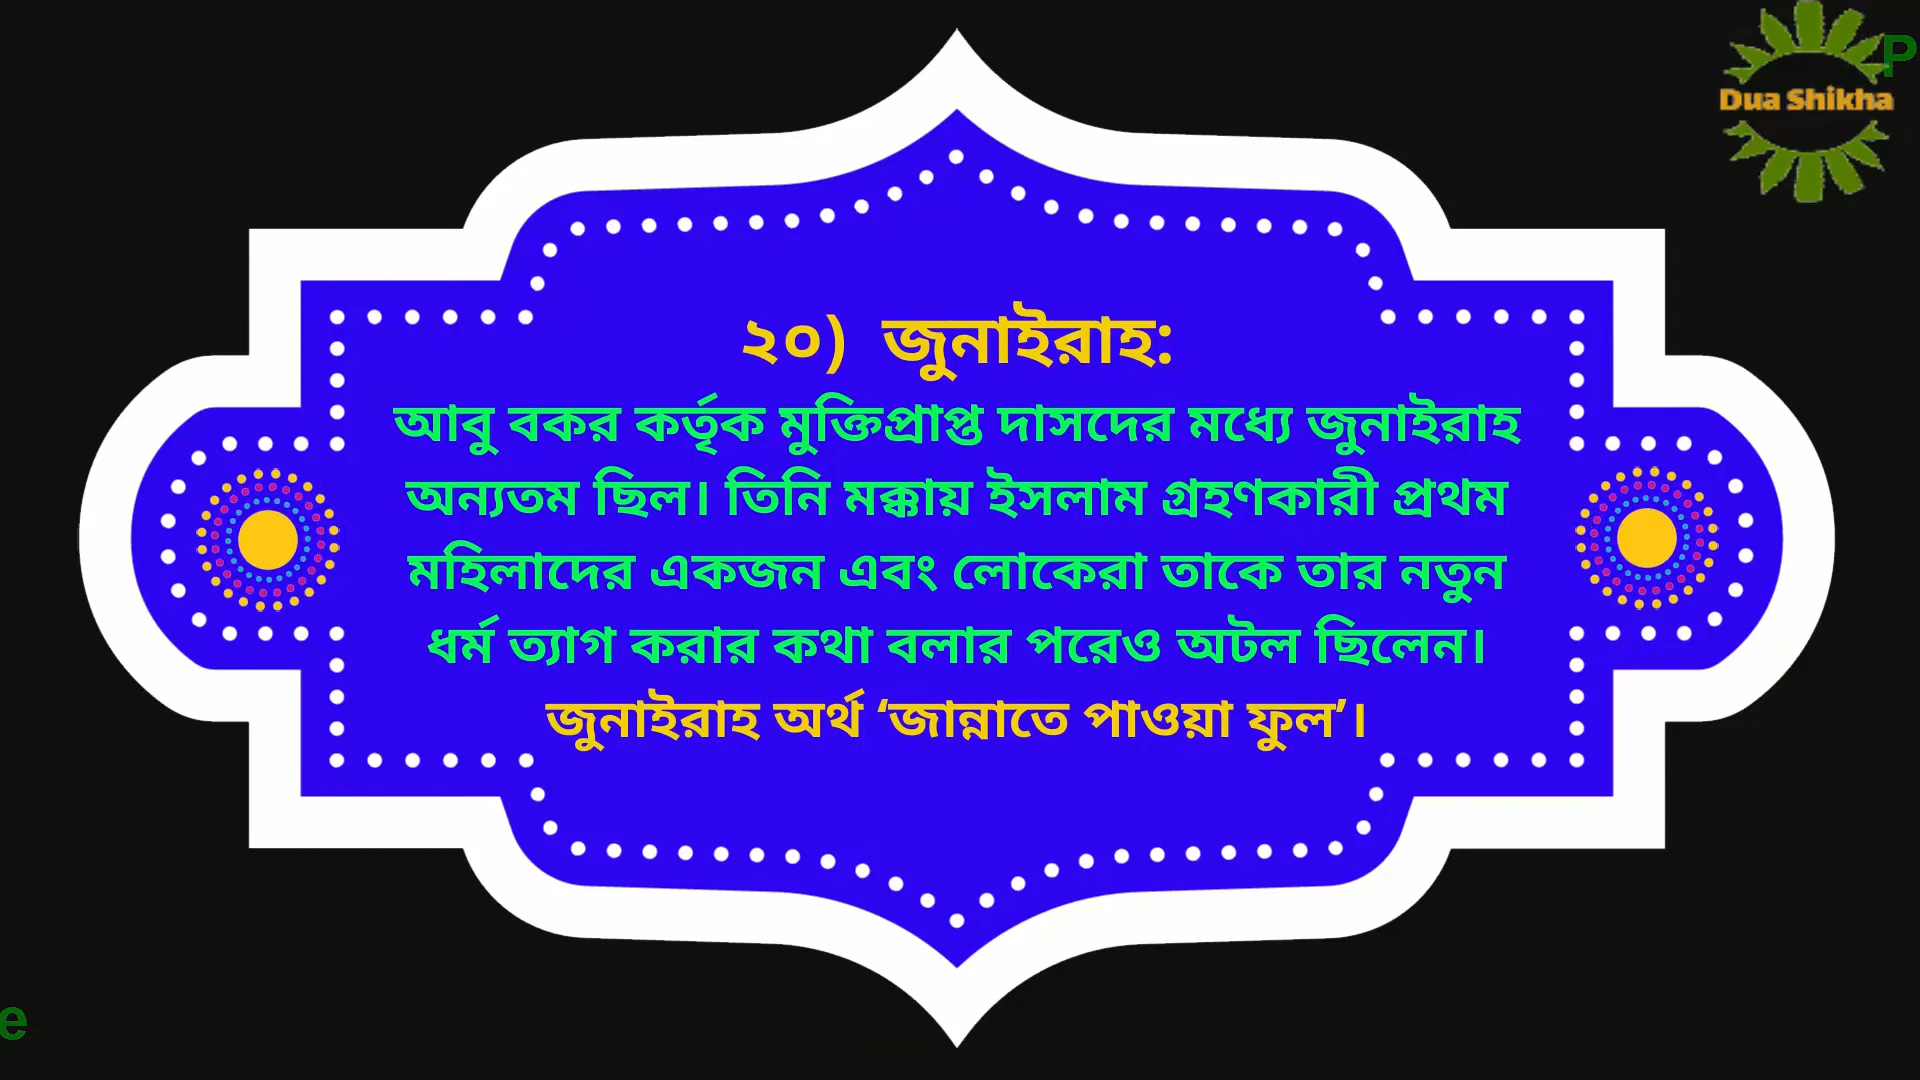 Dua Shikha
P
২০) জুনাইরাহ:
আবু বকর কর্তৃক মুক্তিপ্রাপ্ত দাসদের মধ্যে জুনাইরাহ
অন্যতম ছিল। তিনি মক্কায় ইসলাম গ্রহণকারী প্রথম
মহিলাদের একজন এবং লোকেরা তাকে তার নতুন
ধর্ম ত্যাগ করার কথা বলার পরেও অটল ছিলেন।
জুনাইরাহ অর্থ ‘জান্নাতে পাওয়া ফুল’।
e